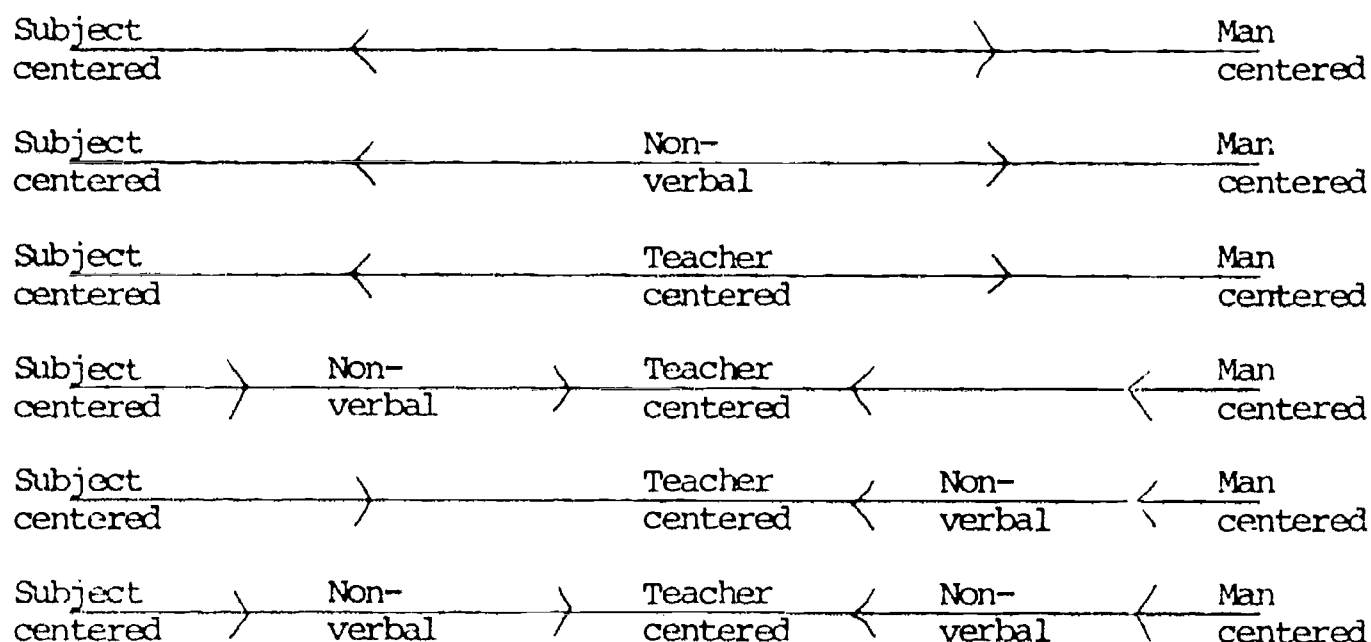 Subject Man
centered centered
Subject Non- Man
centered verbal centered
Subject Teacher Man
centered centered centered
Subject Non- Teacher Man
centered verbal centered centered
Subject Teacher Non- Man
centered centered verbal centered
Subject Non- Teacher Non- Man
centered verbal centered verbal centered